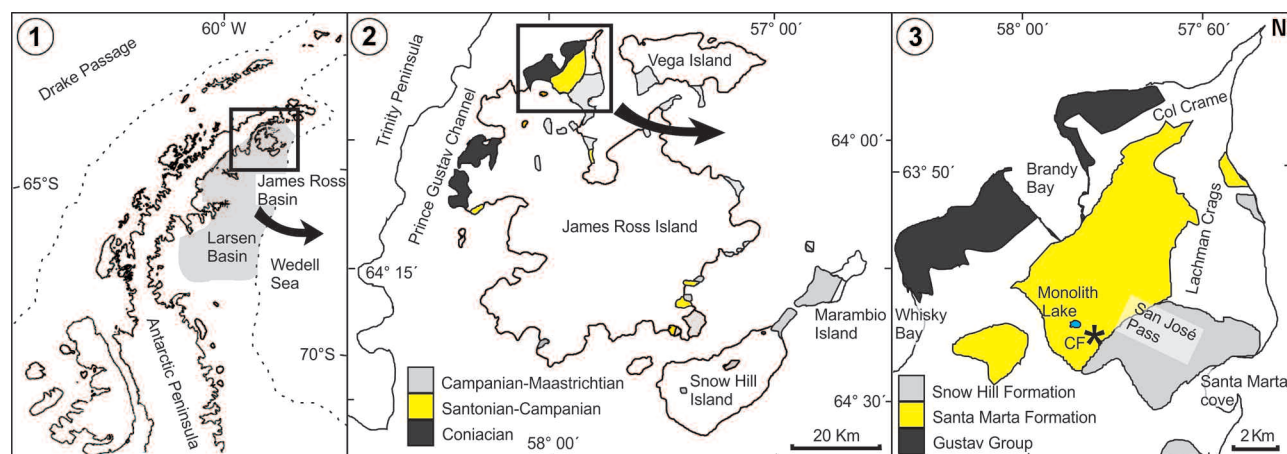 1
60° W
Drake Passage
65°S
James Ross
Basin
Larsen
Basin
Wedell
Sea
Antarctic Peninsula
70°S
2
57° 00'
Trinity Peninsula
Vega Island
Prince Gustav Channel
64° 00'
James Ross Island
64° 15'
Marambio
Island
Snow Hill
Island
Campanian-Maastrichtian
Santonian-Campanian
Coniacian
58° 00'
64° 30'
20 Km
3
58° 00'
57° 60'
N
Col Crame
63° 50'
Brandy
Bay
Lachman Crags
Monolith
Lake
San José
Pass
Whisky
Bay
CF
*
Santa Marta
cove
Snow Hill Formation
Santa Marta Formation
Gustav Group
2 Km